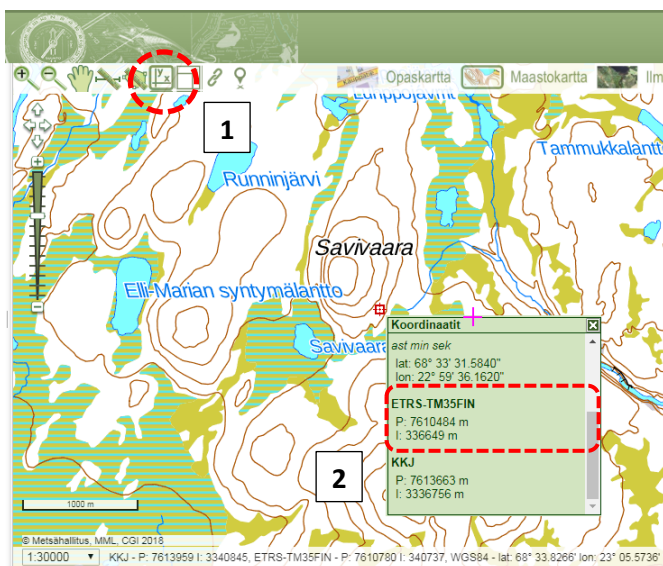 Opaskartta
Maastokartta
Ilm
1
Tammukkalantt
Runninjärvi
Savivaara
Elli-Marian syntymälantto
Savivaara
Koordinaatit
ast min sek
lat: 68° 33' 31.5840"
lon: 22° 59' 36.1620"
ETRS-TM35FIN
P: 7610484 m
I: 336649 m
KKJ
P: 7613663 m
I: 3336756 m
2
1000 m
© Metsähallitus, MML, CGI 2018
1:30000
KKJ - P: 7613959 I: 3340845, ETRS-TM35FIN - P: 7610780 I: 340737, WGS84 - lat: 68° 33.8266' lon: 23° 05.5736'